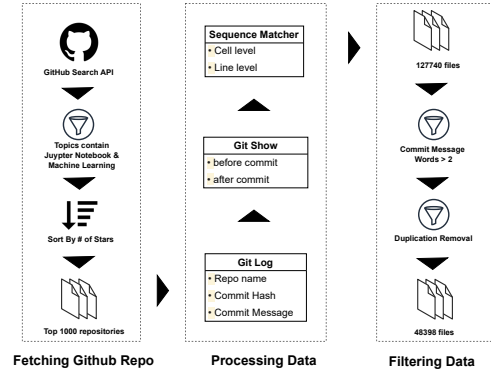 GitHub Search API
Topics contain
Juypter Notebook &
Machine Learning
Sort By # of Stars
Top 1000 repositories
Fetching Github Repo
Sequence Matcher
• Cell level
• Line level
Git Show
• before commit
• after commit
Git Log
• Repo name
• Commit Hash
• Commit Message
Processing Data
127740 files
Commit Message
Words > 2
Duplication Removal
48398 files
Filtering Data